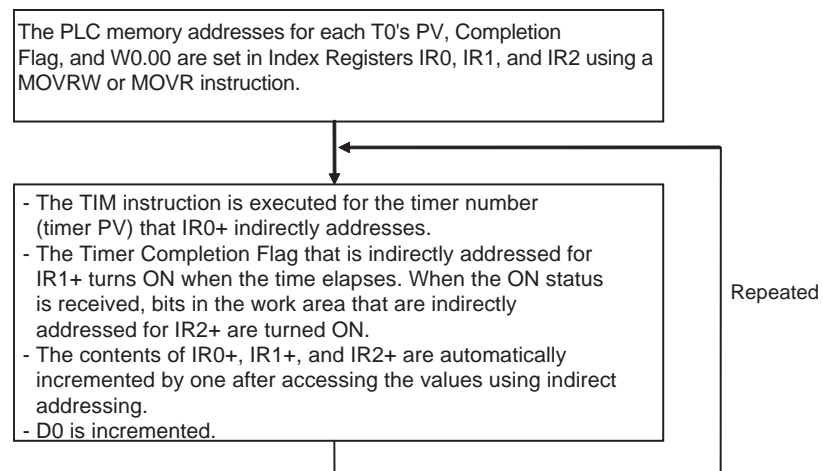 The PLC memory addresses for each T0's PV, Completion
Flag, and W0.00 are set in Index Registers IR0, IR1, and IR2 using a
MOVRW or MOVR instruction.
- The TIM instruction is executed for the timer number
(timer PV) that IR0+ indirectly addresses.
- The Timer Completion Flag that is indirectly addressed for
IR1+ turns ON when the time elapses. When the ON status
is received, bits in the work area that are indirectly
addressed for IR2+ are turned ON.
- The contents of IR0+, IR1+, and IR2+ are automatically
incremented by one after accessing the values using indirect
addressing.
- D0 is incremented.
Repeated